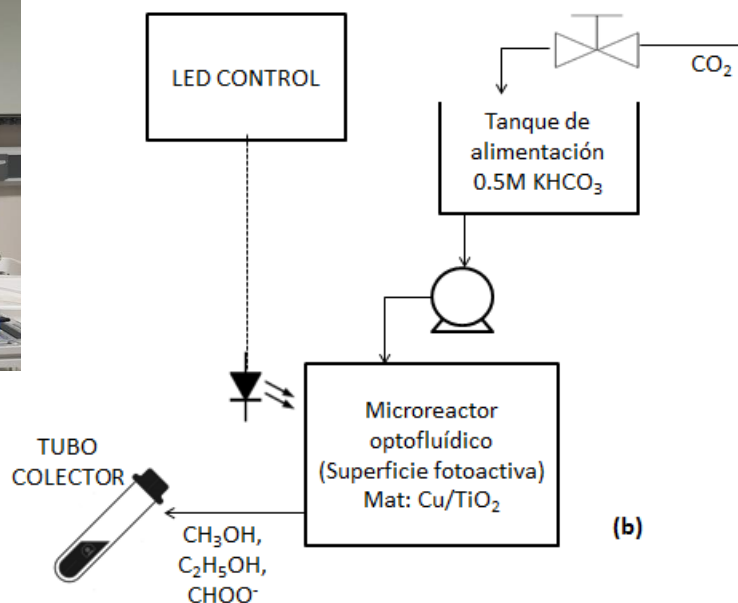 LED CONTROL
CO₂
Tanque de
alimentación
0.5M KHCO₃
Microreactor
optofluídico
(Superficie fotoactiva)
Mat: Cu/TiO₂
TUBO
COLECTOR
CH₃OH,
C₂H₅OH,
CHOO⁻
(b)